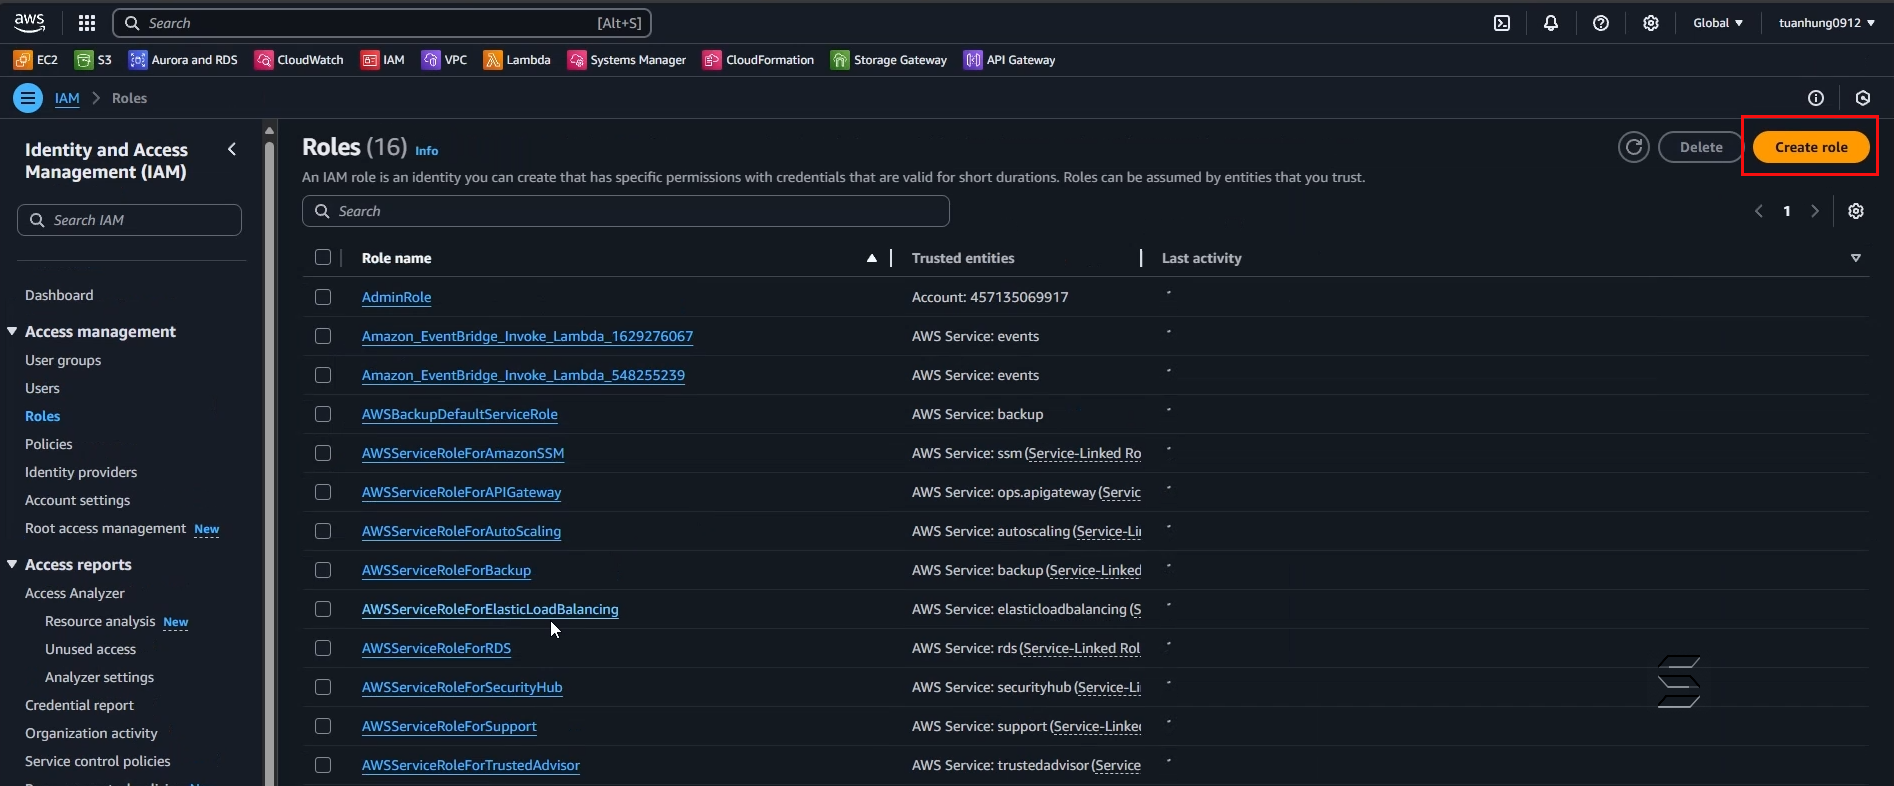 aws
Search [Alt+S]
Global ▼ tuanhung0912 ▼
EC2 S3 Aurora and RDS CloudWatch IAM VPC Lambda Systems Manager CloudFormation Storage Gateway API Gateway
IAM > Roles
Identity and Access
Management (IAM)
Search IAM
Dashboard
Access management
User groups
Users
Roles
Policies
Identity providers
Account settings
Root access management New
Access reports
Access Analyzer
Resource analysis New
Unused access
Analyzer settings
Credential report
Organization activity
Service control policies
Roles (16) Info
Delete Create role
An IAM role is an identity you can create that has specific permissions with credentials that are valid for short durations. Roles can be assumed by entities that you trust.
Search
1
Role name Trusted entities Last activity
AdminRole Account: 457135069917 -
Amazon_EventBridge_Invoke_Lambda_1629276067 AWS Service: events -
Amazon_EventBridge_Invoke_Lambda_548255239 AWS Service: events -
AWSBackupDefaultServiceRole AWS Service: backup -
AWSServiceRoleForAmazonSSM AWS Service: ssm (Service-Linked Ro -
AWSServiceRoleForAPIGateway AWS Service: ops.apigateway (Servic -
AWSServiceRoleForAutoScaling AWS Service: autoscaling (Service-Li -
AWSServiceRoleForBackup AWS Service: backup (Service-Linked -
AWSServiceRoleForElasticLoadBalancing AWS Service: elasticloadbalancing (S -
AWSServiceRoleForRDS AWS Service: rds (Service-Linked Rol -
AWSServiceRoleForSecurityHub AWS Service: securityhub (Service-Li -
AWSServiceRoleForSupport AWS Service: support (Service-Linked -
AWSServiceRoleForTrustedAdvisor AWS Service: trustedadvisor (Service -